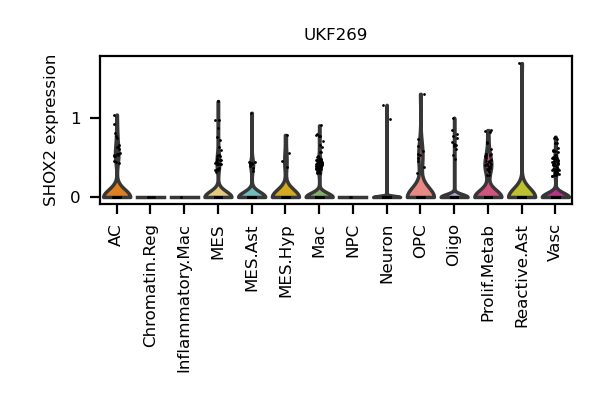 UKF269
SHOX2 expression
1
0
AC
Chromatin.Reg
Inflammatory.Mac
MES
MES.Ast
MES.Hyp
Mac
NPC
Neuron
OPC
Oligo
Prolif.Metab
Reactive.Ast
Vasc